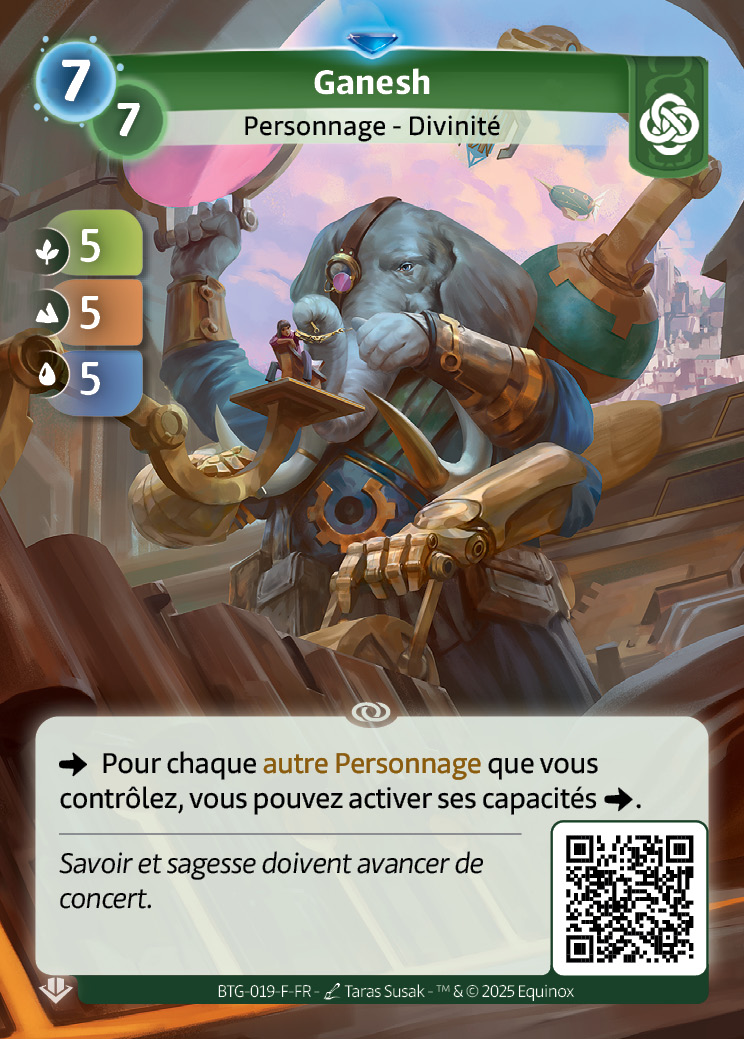 7
Ganesh
7
Personnage - Divinité
5
5
5
Pour chaque autre Personnage que vous
contrôlez, vous pouvez activer ses capacités .
Savoir et sagesse doivent avancer de
concert.
BTG-019-F-FR - Taras Susak - ™ & © 2025 Equinox